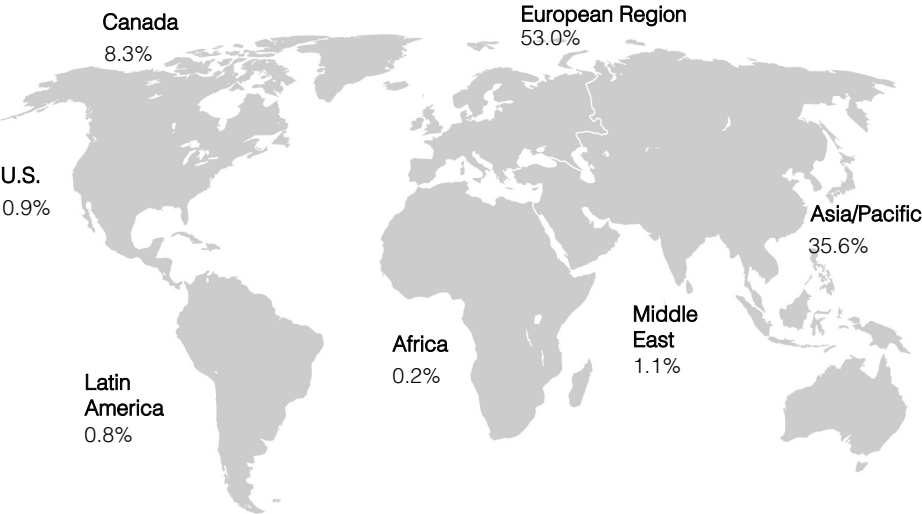 Canada
8.3%
European Region
53.0%
U.S.
0.9%
Asia/Pacific
35.6%
Middle
East
1.1%
Africa
0.2%
Latin
America
0.8%